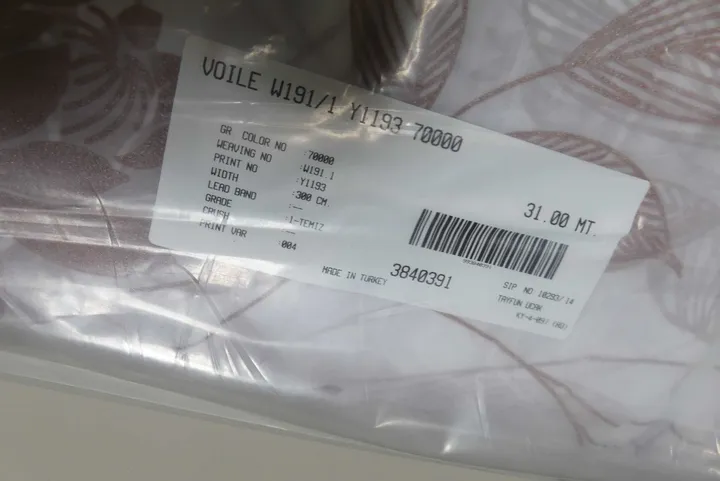 VOILE W191/1 Y1193 70000
GR COLOR NO :70000
WEAVING NO :W191.1
PRINT NO :Y1193
WIDTH :300 CM.
LEAD BAND :--
GRADE :1-TEMIZ
CRUSH :--
PRINT VAR :004
31.00 MT.
MADE IN TURKEY 3840391
SIP NO 10293/14
TAYFUN UCAK